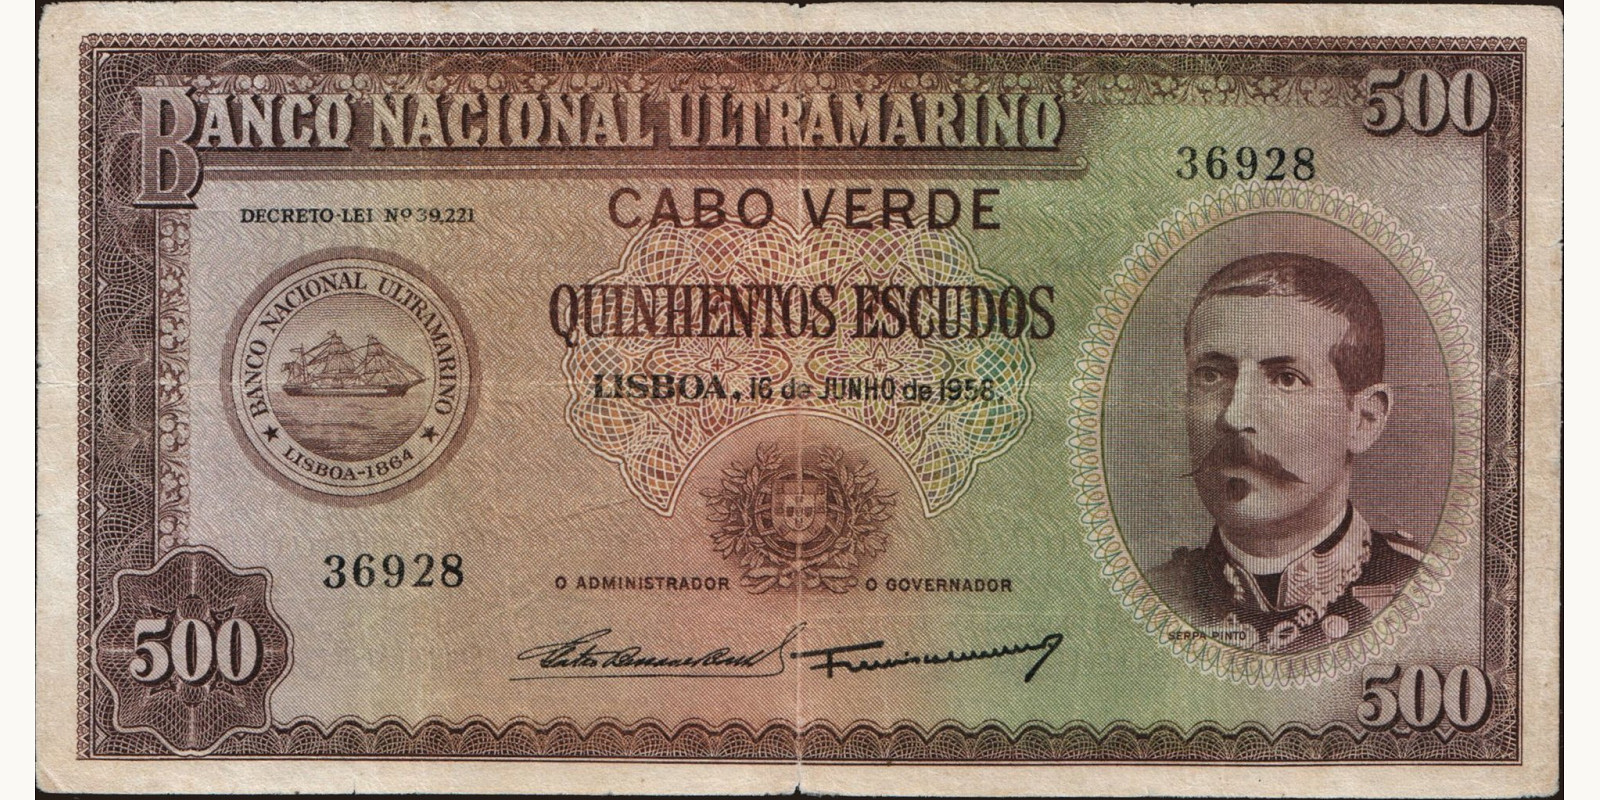 BANCO NACIONAL ULTRAMARINO
500
36928
CABO VERDE
DECRETO-LEI Nº 39,221
QUINHENTOS ESCUDOS
LISBOA, 16 de JUNHO de 1958.
BANCO NACIONAL ULTRAMARINO
LISBOA-1864
36928
O ADMINISTRADOR
O GOVERNADOR
SERPA PINTO
500
500